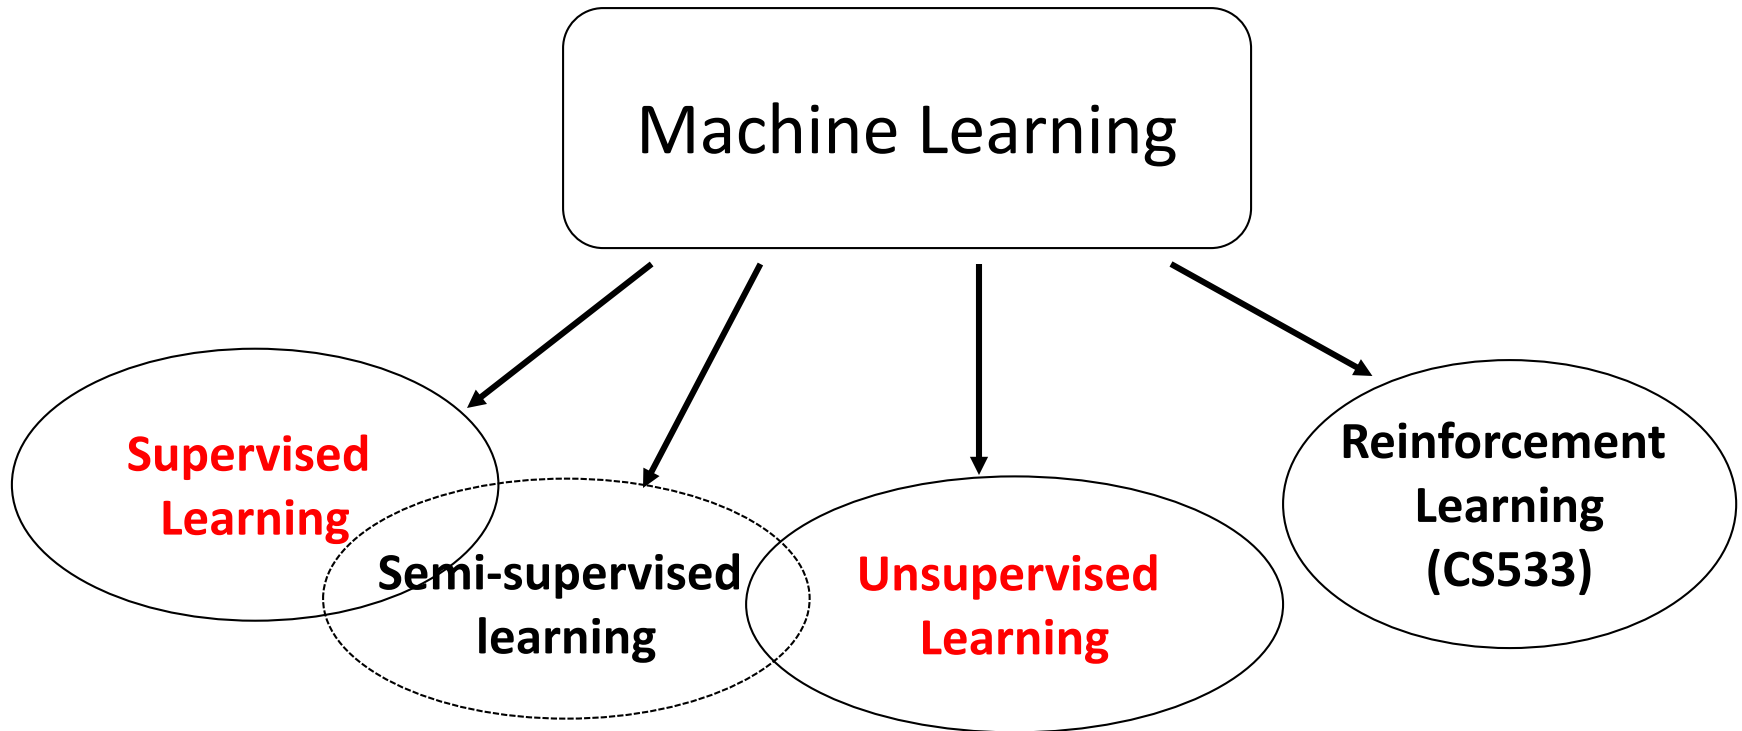 Machine Learning
Supervised
Learning
Semi-supervised
learning
Unsupervised
Learning
Reinforcement
Learning
(CS533)